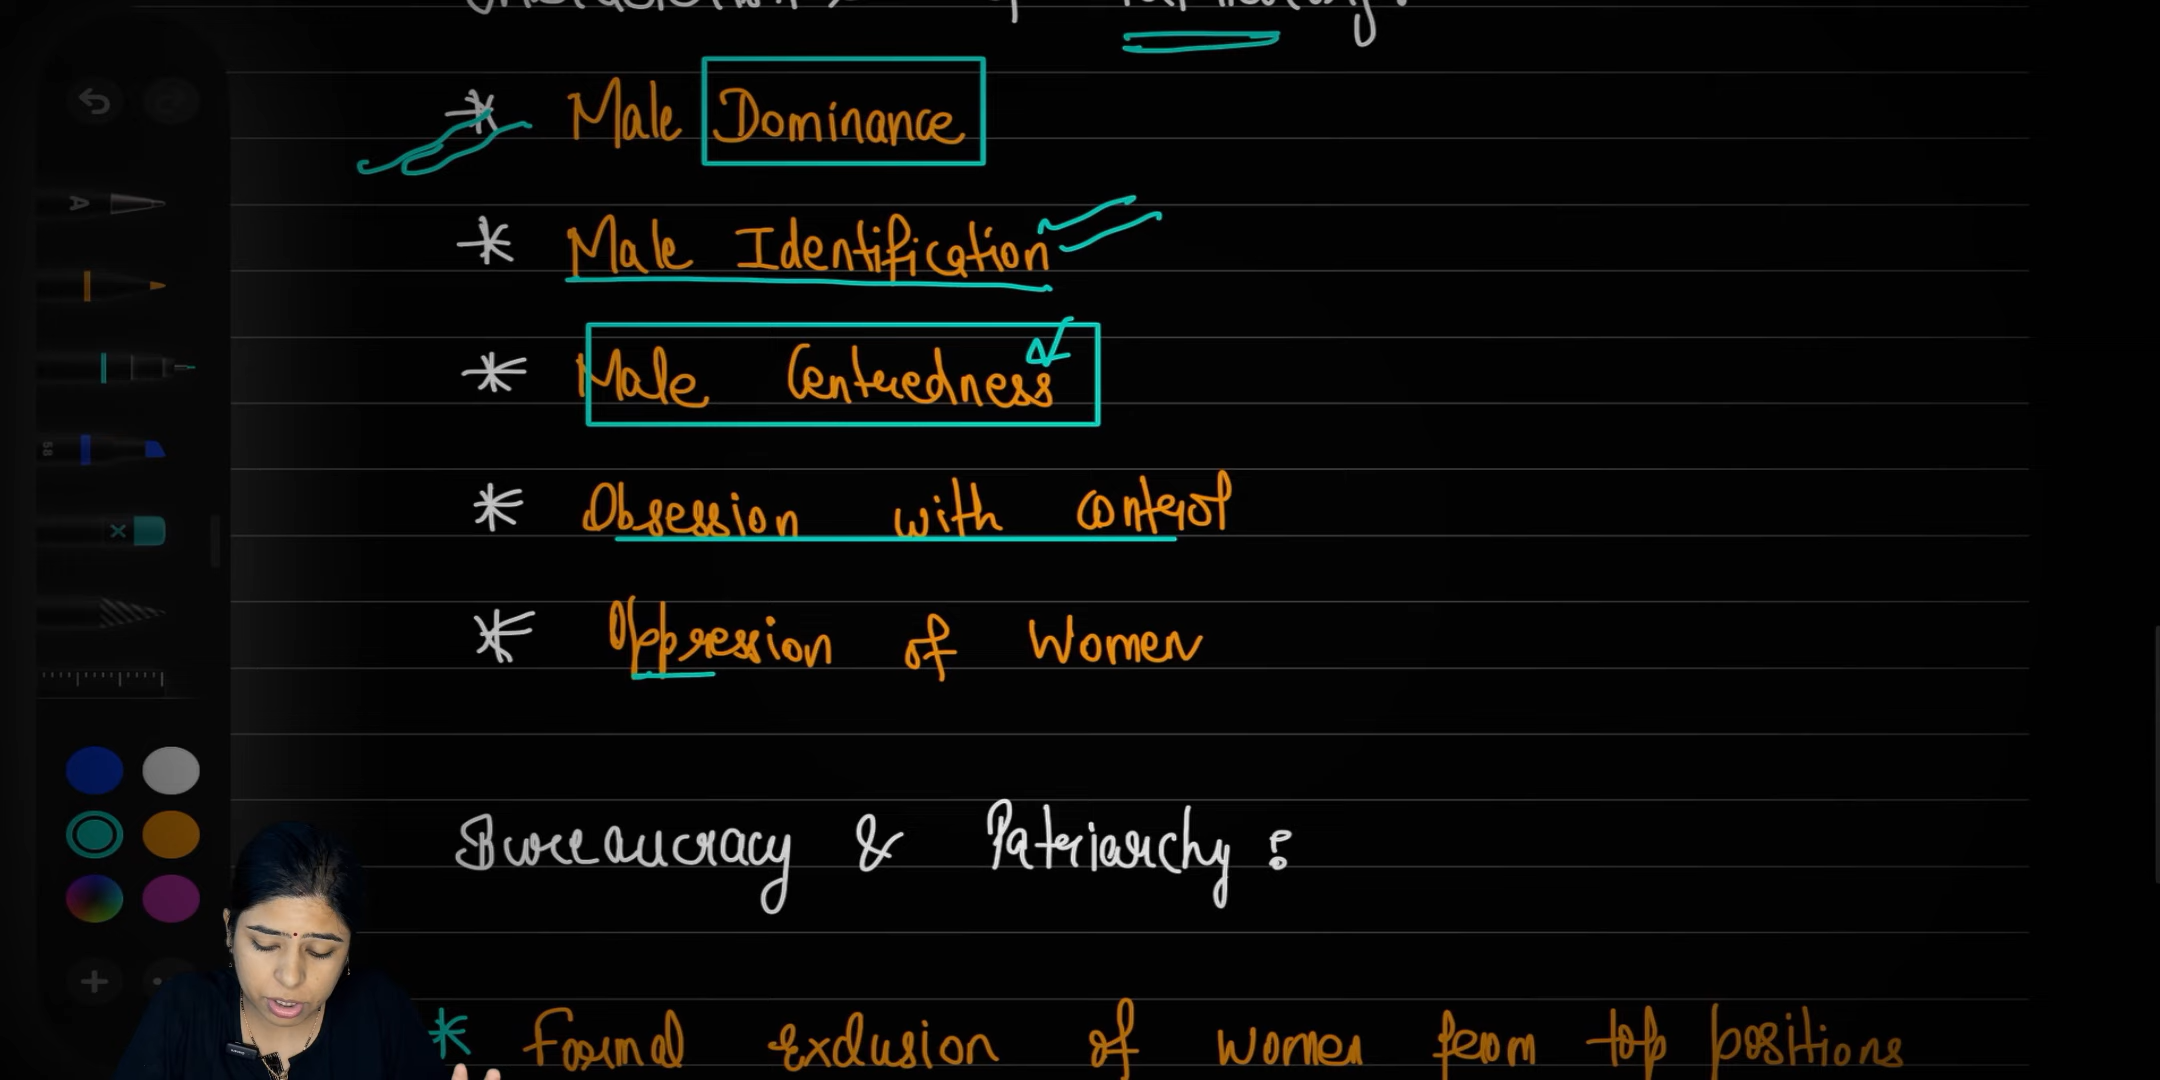 * Male Dominance
* Male Identification
* Male Centeredness
* Obsession with control
* Oppression of Women
Bureaucracy & Patriarchy :
* Formal exclusion of women from top positions